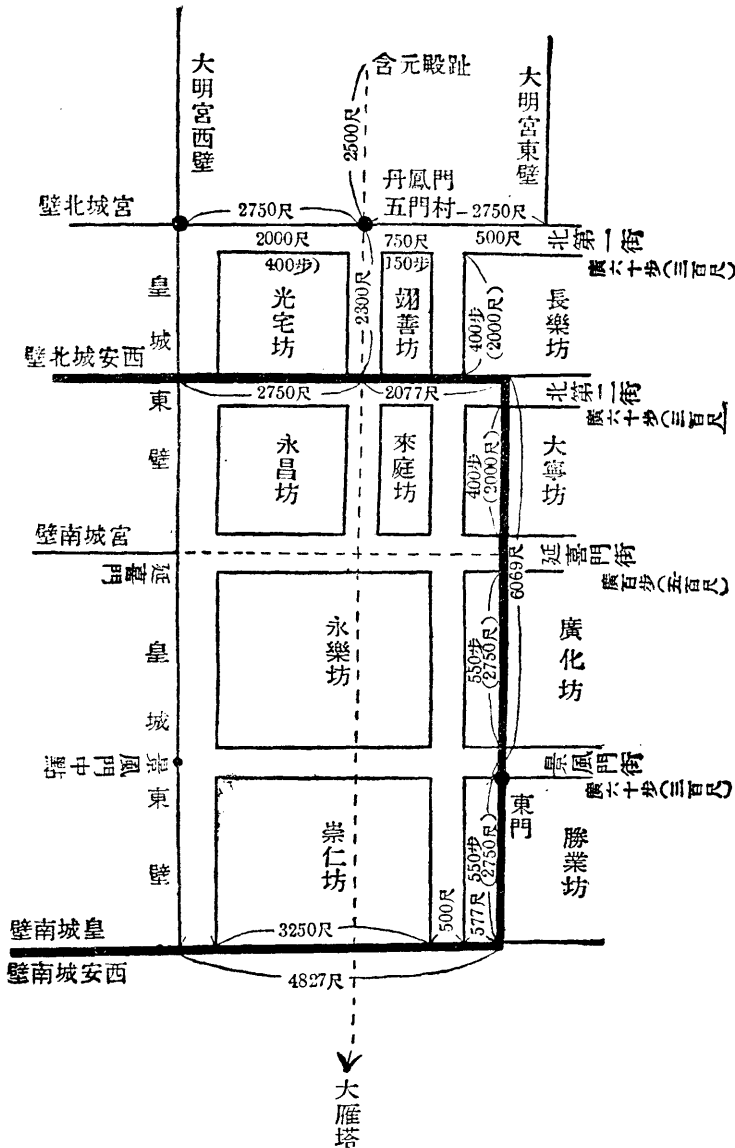 大明宮西壁
含元殿趾
大明宮東壁
2500尺
丹鳳門
五門村
壁北城宮
2750尺
2750尺
2000尺
400步)
750尺
150步
500尺
北第一街
廣六十步(三百尺)
皇城
光宅坊
2300尺
翊善坊
400步
(2000尺)
長樂坊
壁北城安西
2750尺
2077尺
北第二街
廣六十步(三百尺)
東壁
永昌坊
來庭坊
400步
(2000尺)
大寧坊
壁南城宮
延喜門
6069尺
延喜門街
廣百步(五百尺)
皇城
永樂坊
550步
(2750尺)
廣化坊
景風門中
景風門街
廣六十步(三百尺)
東門
東壁
崇仁坊
550步
(2750尺)
勝業坊
3250尺
500尺
577尺
壁南城皇
壁南城安西
4827尺
大雁塔